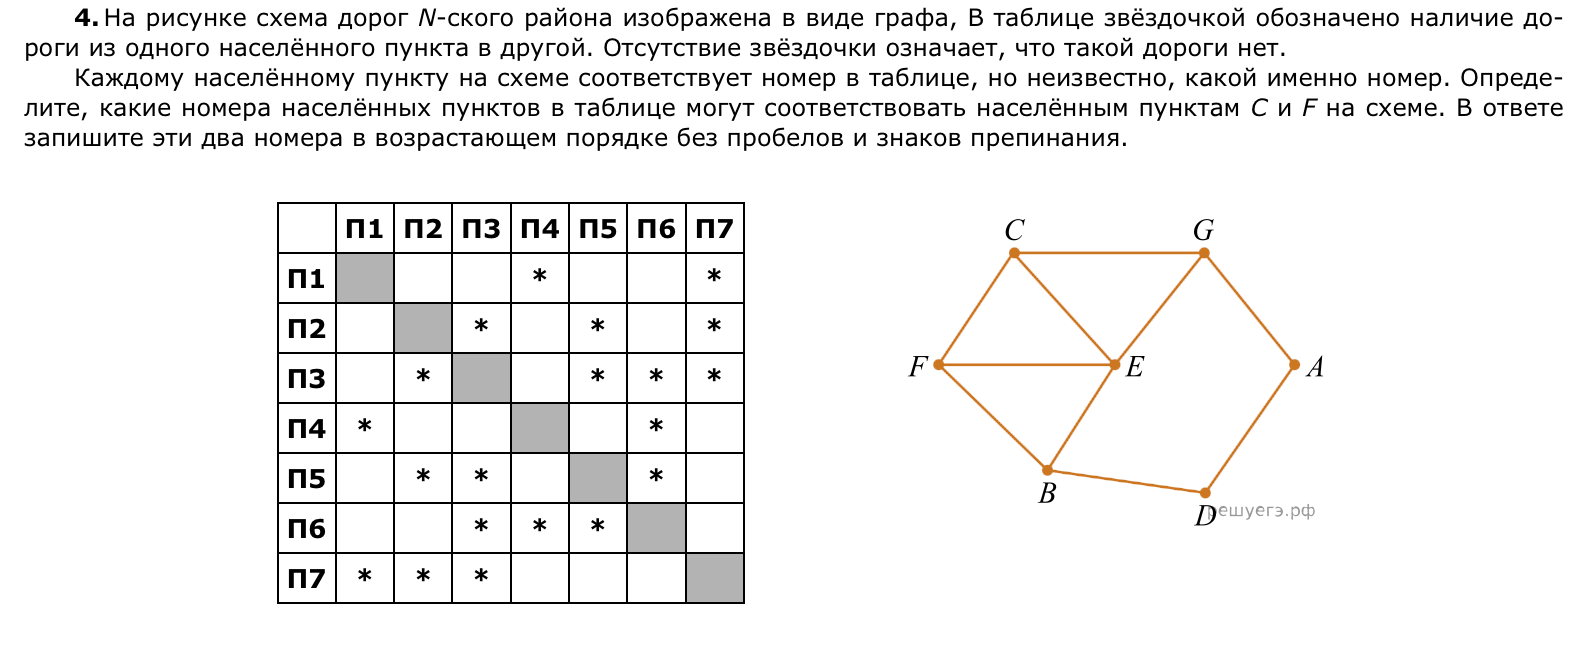 4. На рисунке схема дорог N-ского района изображена в виде графа, В таблице звёздочкой обозначено наличие до-
роги из одного населённого пункта в другой. Отсутствие звёздочки означает, что такой дороги нет.
Каждому населённому пункту на схеме соответствует номер в таблице, но неизвестно, какой именно номер. Опреде-
лите, какие номера населённых пунктов в таблице могут соответствовать населённым пунктам C и F на схеме. В ответе
запишите эти два номера в возрастающем порядке без пробелов и знаков препинания.
П1 П2 П3 П4 П5 П6 П7
П1 * *
П2 * * *
П3 * * * *
П4 * *
П5 * * *
П6 * * *
П7 * * *
C G
F E A
B
D
решуегэ.рф